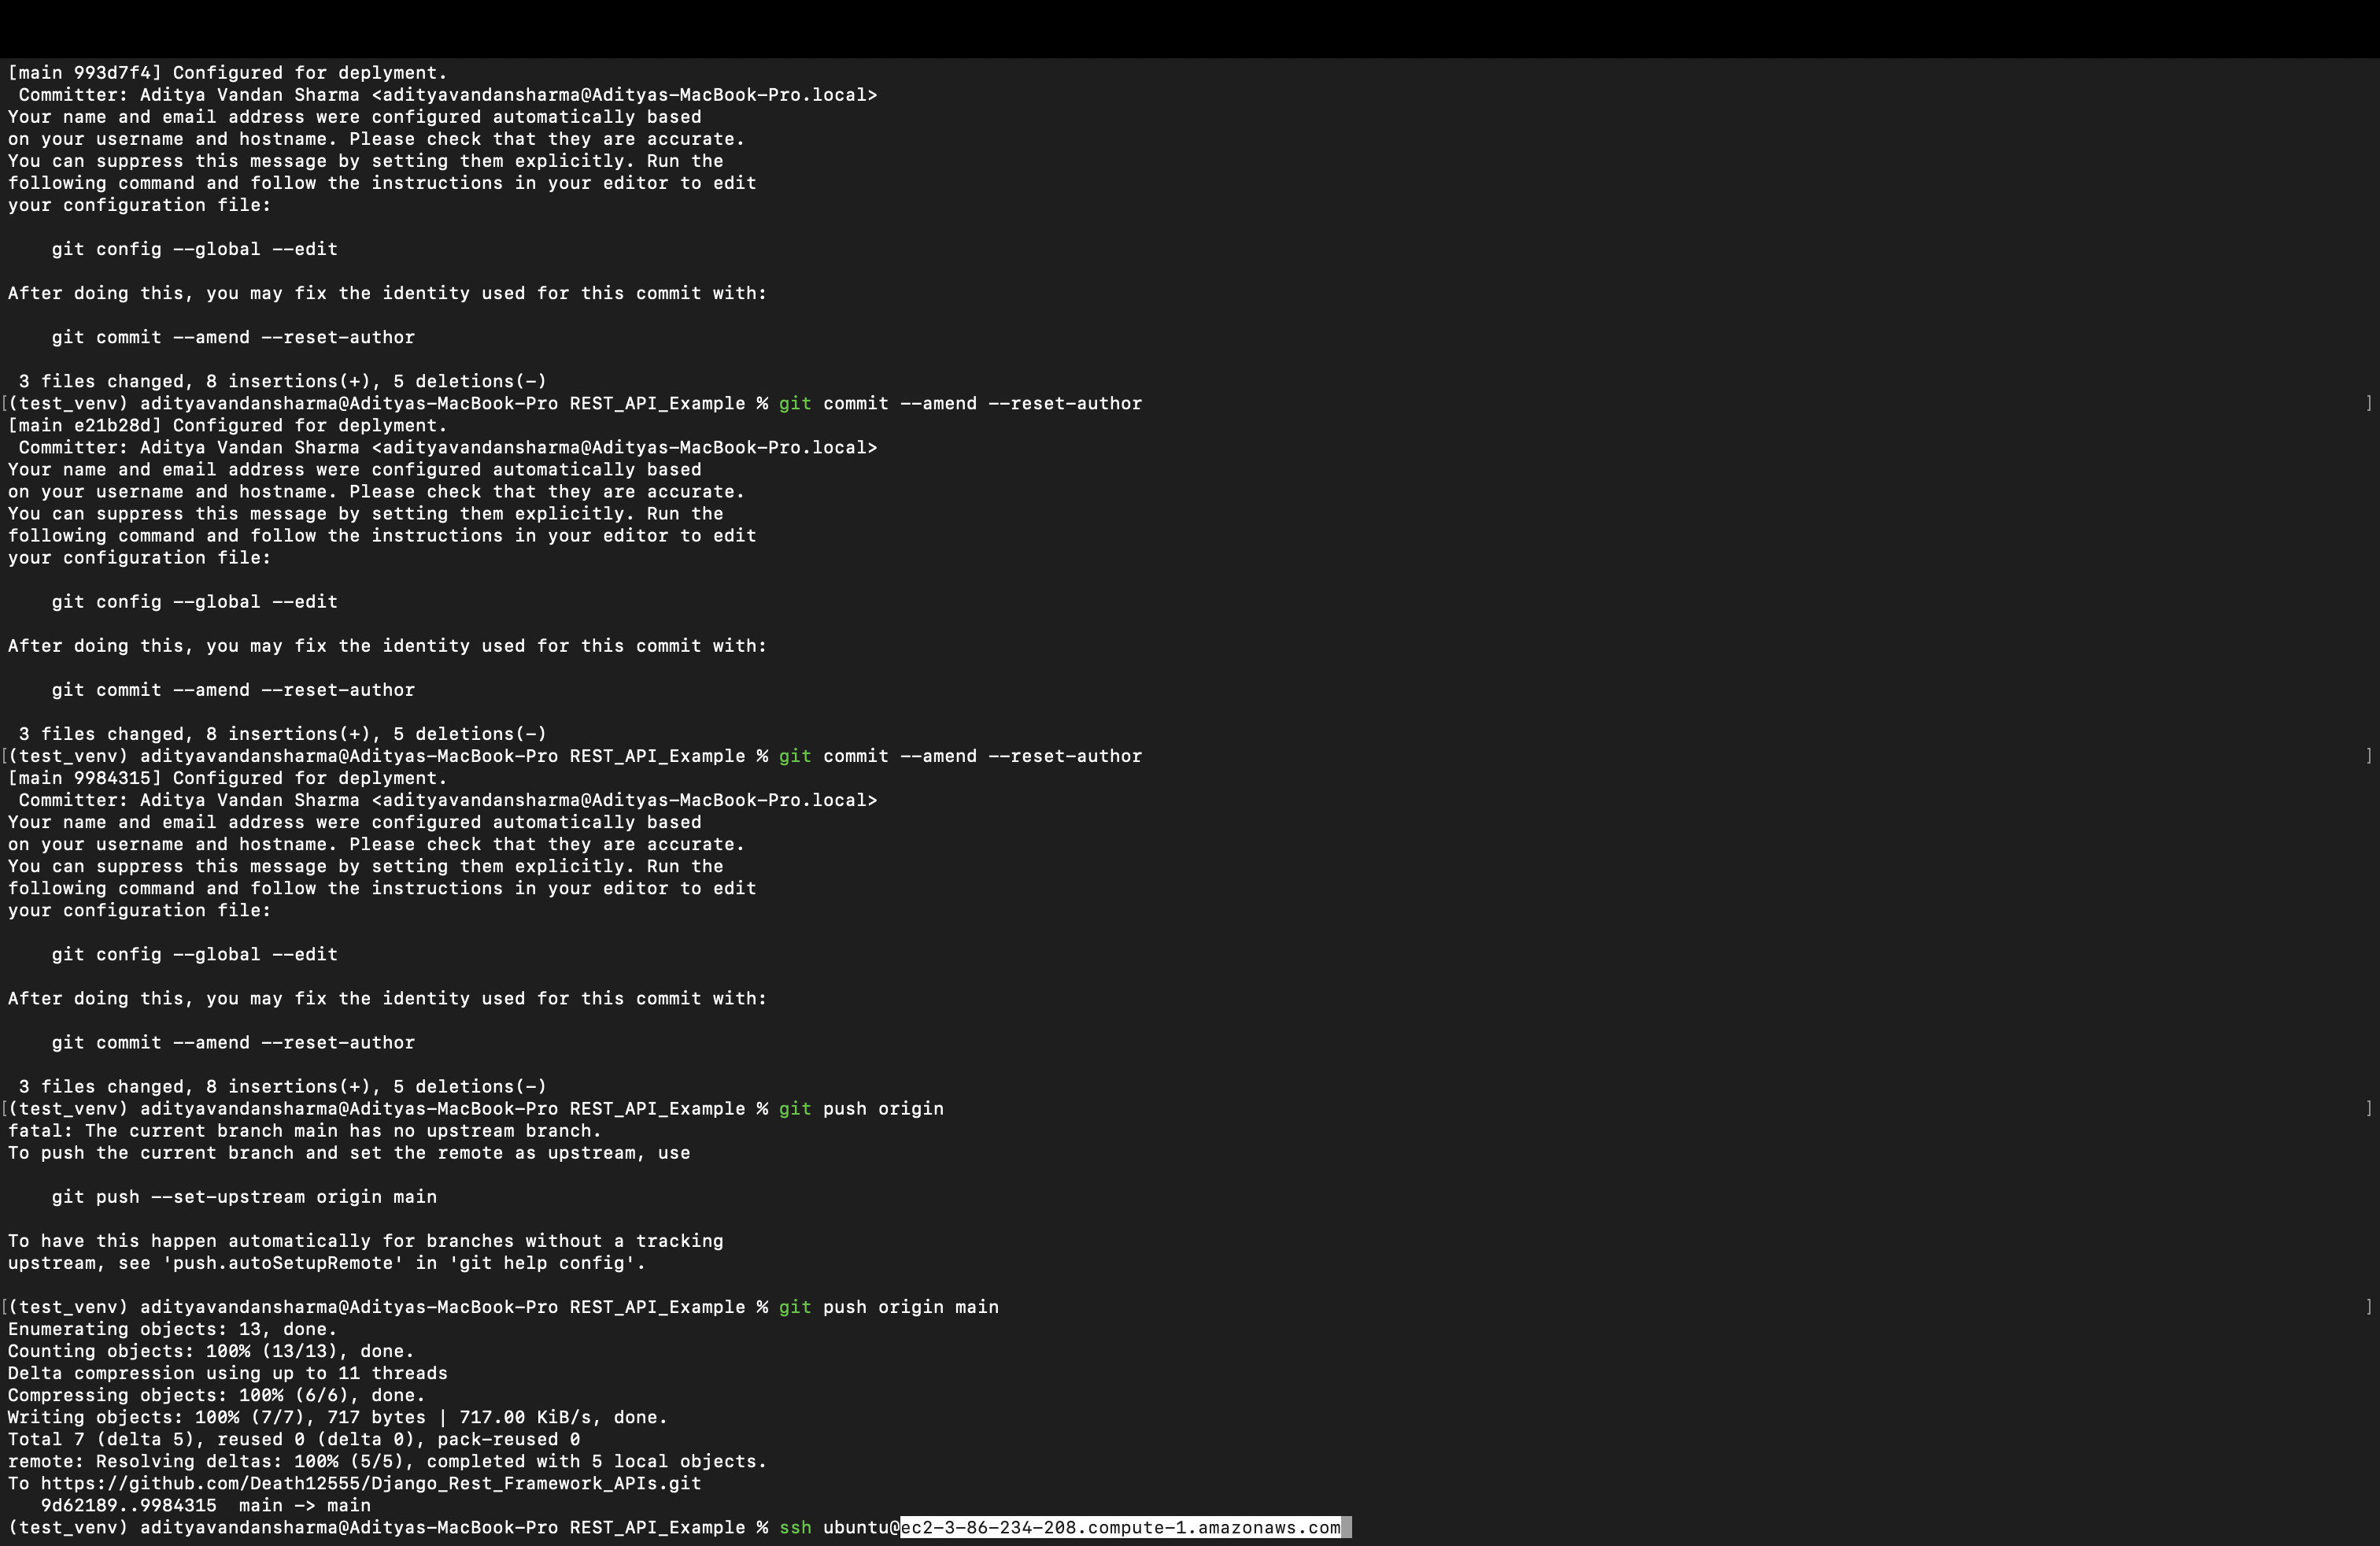 [main 993d7f4] Configured for deplyment.
 Committer: Aditya Vandan Sharma <adityavandansharma@Adityas-MacBook-Pro.local>
Your name and email address were configured automatically based
on your username and hostname. Please check that they are accurate.
You can suppress this message by setting them explicitly. Run the
following command and follow the instructions in your editor to edit
your configuration file:

    git config --global --edit

After doing this, you may fix the identity used for this commit with:

    git commit --amend --reset-author

 3 files changed, 8 insertions(+), 5 deletions(-)
[(test_venv) adityavandansharma@Adityas-MacBook-Pro REST_API_Example % git commit --amend --reset-author ]
[main e21b28d] Configured for deplyment.
 Committer: Aditya Vandan Sharma <adityavandansharma@Adityas-MacBook-Pro.local>
Your name and email address were configured automatically based
on your username and hostname. Please check that they are accurate.
You can suppress this message by setting them explicitly. Run the
following command and follow the instructions in your editor to edit
your configuration file:

    git config --global --edit

After doing this, you may fix the identity used for this commit with:

    git commit --amend --reset-author

 3 files changed, 8 insertions(+), 5 deletions(-)
[(test_venv) adityavandansharma@Adityas-MacBook-Pro REST_API_Example % git commit --amend --reset-author ]
[main 9984315] Configured for deplyment.
 Committer: Aditya Vandan Sharma <adityavandansharma@Adityas-MacBook-Pro.local>
Your name and email address were configured automatically based
on your username and hostname. Please check that they are accurate.
You can suppress this message by setting them explicitly. Run the
following command and follow the instructions in your editor to edit
your configuration file:

    git config --global --edit

After doing this, you may fix the identity used for this commit with:

    git commit --amend --reset-author

 3 files changed, 8 insertions(+), 5 deletions(-)
[(test_venv) adityavandansharma@Adityas-MacBook-Pro REST_API_Example % git push origin ]
fatal: The current branch main has no upstream branch.
To push the current branch and set the remote as upstream, use

    git push --set-upstream origin main

To have this happen automatically for branches without a tracking
upstream, see 'push.autoSetupRemote' in 'git help config'.

[(test_venv) adityavandansharma@Adityas-MacBook-Pro REST_API_Example % git push origin main ]
Enumerating objects: 13, done.
Counting objects: 100% (13/13), done.
Delta compression using up to 11 threads
Compressing objects: 100% (6/6), done.
Writing objects: 100% (7/7), 717 bytes | 717.00 KiB/s, done.
Total 7 (delta 5), reused 0 (delta 0), pack-reused 0
remote: Resolving deltas: 100% (5/5), completed with 5 local objects.
To https://github.com/Death12555/Django_Rest_Framework_APIs.git
   9d62189..9984315  main -> main
(test_venv) adityavandansharma@Adityas-MacBook-Pro REST_API_Example % ssh ubuntu@ec2-3-86-234-208.compute-1.amazonaws.com